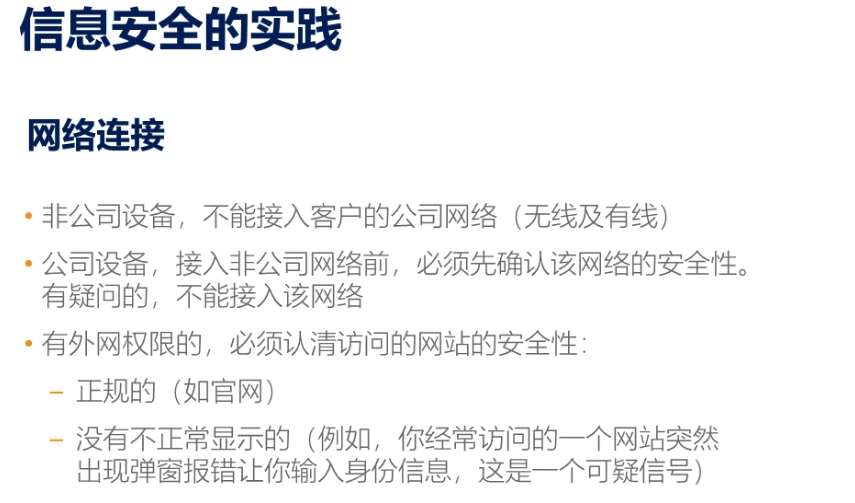 信息安全的实践
网络连接
• 非公司设备，不能接入客户的公司网络（无线及有线）
• 公司设备，接入非公司网络前，必须先确认该网络的安全性。
有疑问的，不能接入该网络
• 有外网权限的，必须认清访问的网站的安全性：
– 正规的（如官网）
– 没有不正常显示的（例如，你经常访问的一个网站突然
出现弹窗报错让你输入身份信息，这是一个可疑信号）